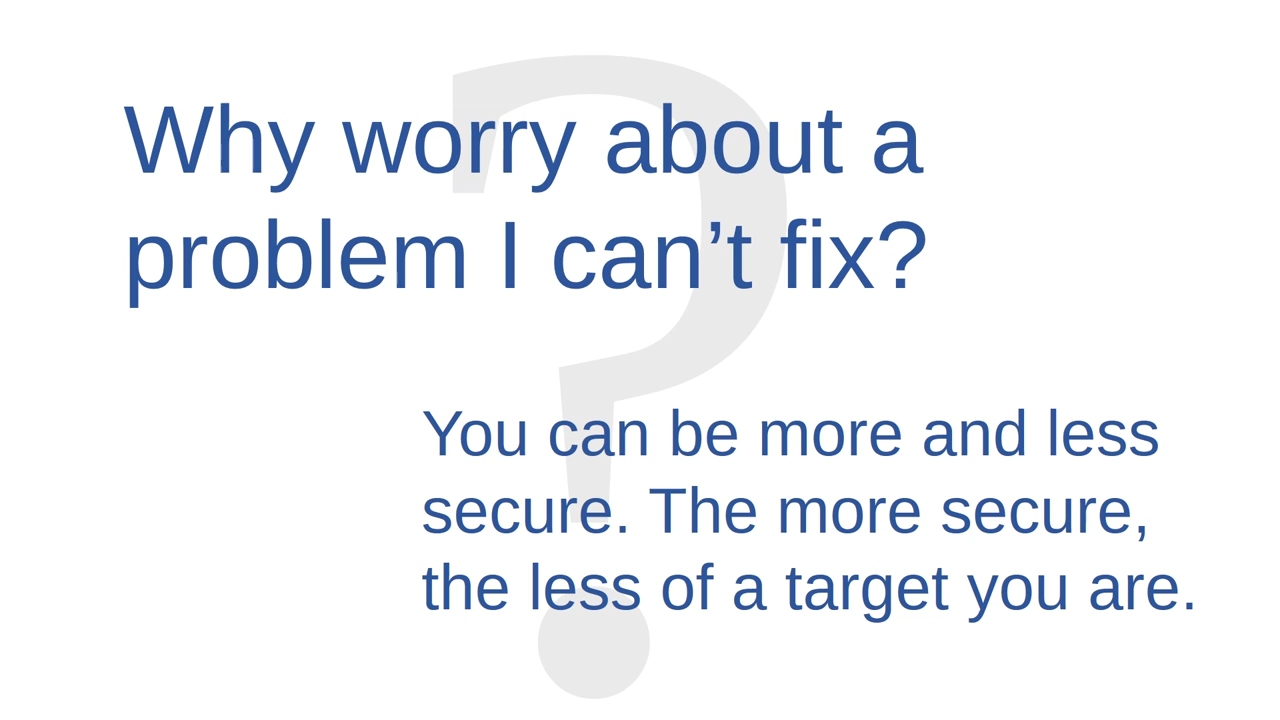 Why worry about a
problem I can’t fix?
You can be more and less
secure. The more secure,
the less of a target you are.